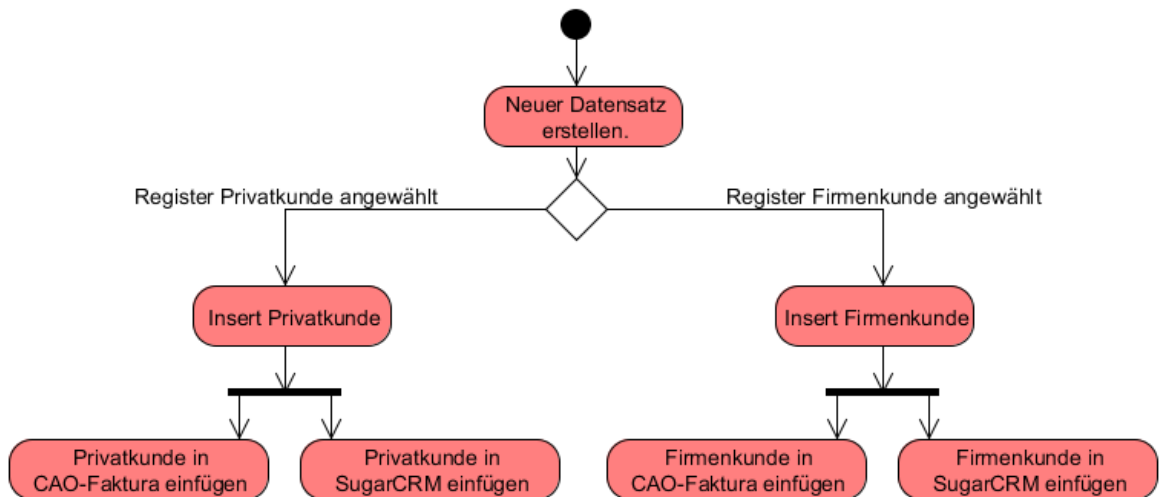 Neuer Datensatz
erstellen.
Register Privatkunde angewählt
Register Firmenkunde angewählt
Insert Privatkunde
Insert Firmenkunde
Privatkunde in
CAO-Faktura einfügen
Privatkunde in
SugarCRM einfügen
Firmenkunde in
CAO-Faktura einfügen
Firmenkunde in
SugarCRM einfügen